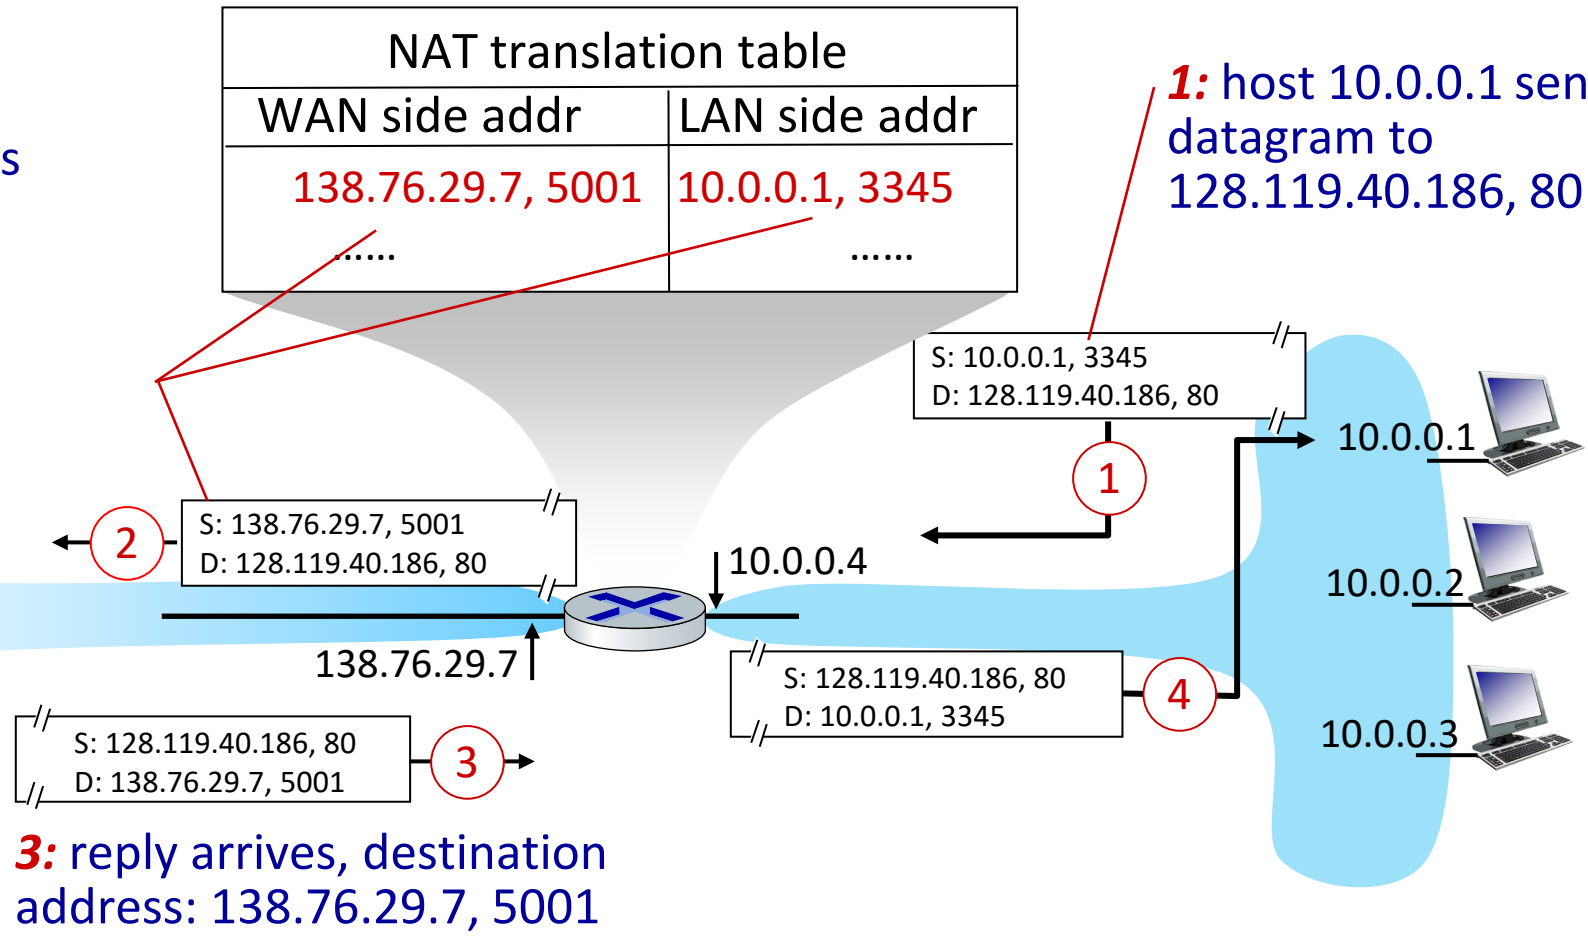 NAT translation table
WAN side addr
LAN side addr
138.76.29.7, 5001
10.0.0.1, 3345
......
......
s
1: host 10.0.0.1 sen
datagram to
128.119.40.186, 80
S: 10.0.0.1, 3345
D: 128.119.40.186, 80
1
10.0.0.1
2
S: 138.76.29.7, 5001
D: 128.119.40.186, 80
10.0.0.4
10.0.0.2
138.76.29.7
S: 128.119.40.186, 80
D: 10.0.0.1, 3345
4
10.0.0.3
S: 128.119.40.186, 80
D: 138.76.29.7, 5001
3
3: reply arrives, destination
address: 138.76.29.7, 5001